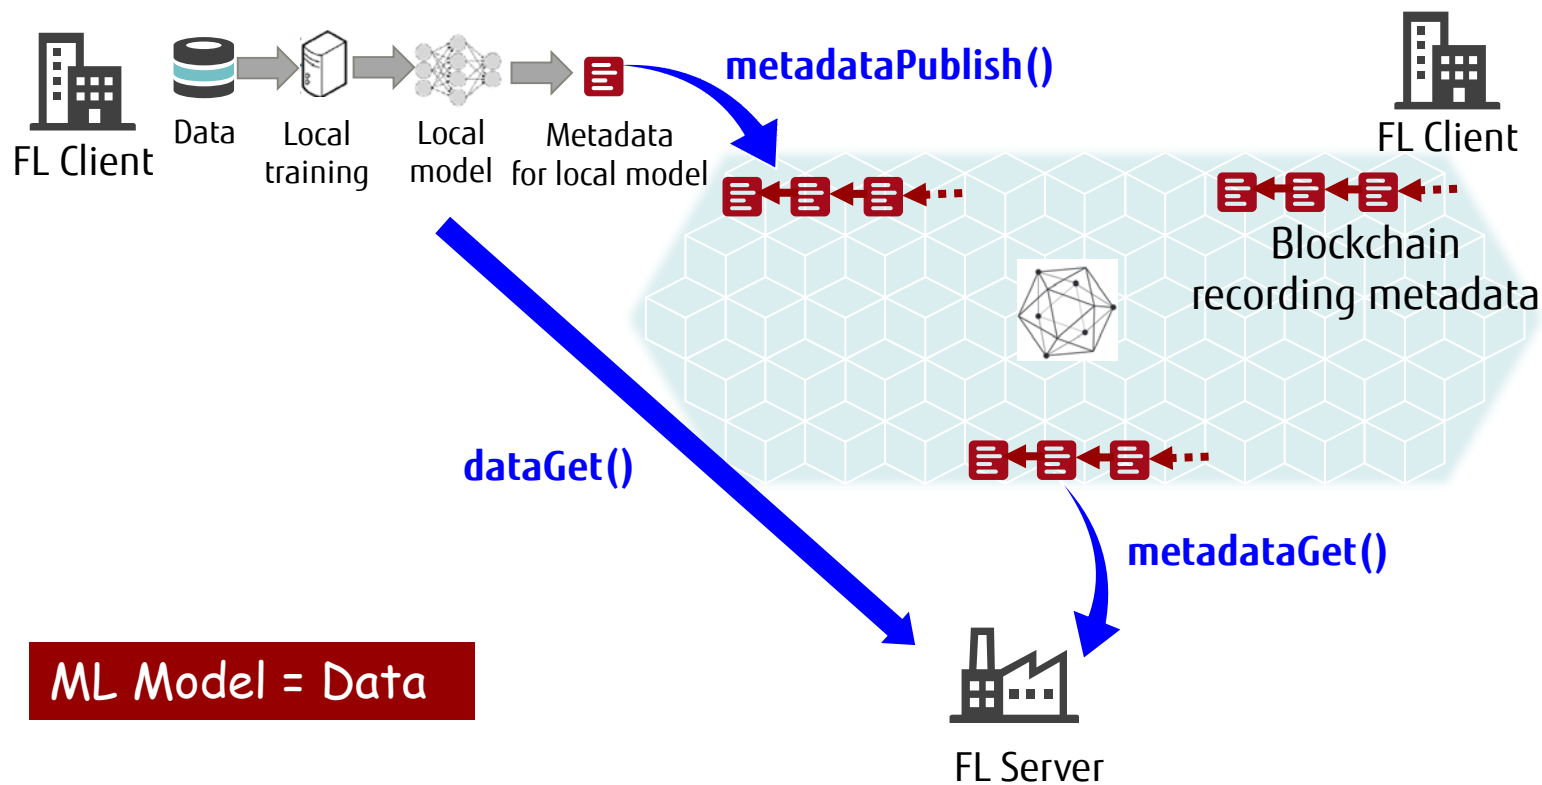 metadataPublish()
FL Client
Data
Local
training
Local
model
Metadata
for local model
FL Client
Blockchain
recording metadata
dataGet()
metadataGet()
ML Model = Data
FL Server